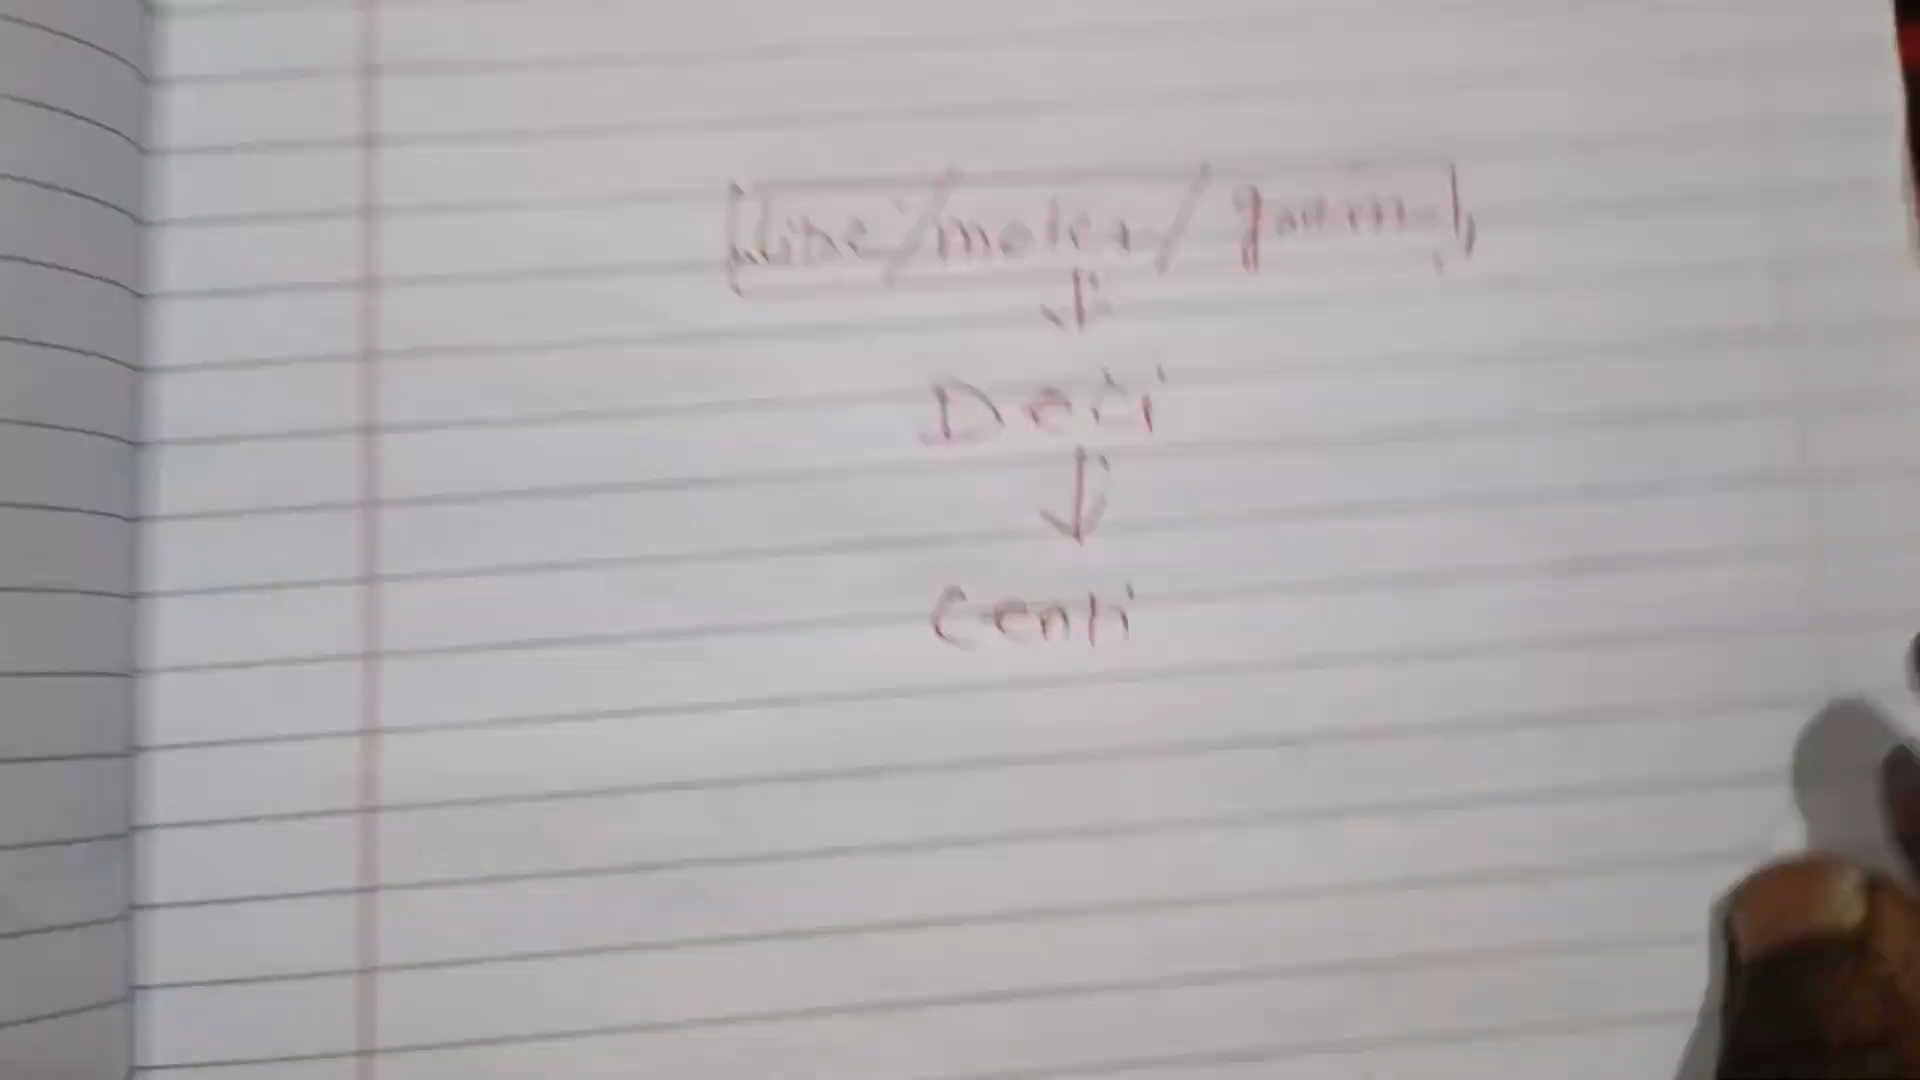 Litre/meter/gram
↓
Deci
↓
Centi